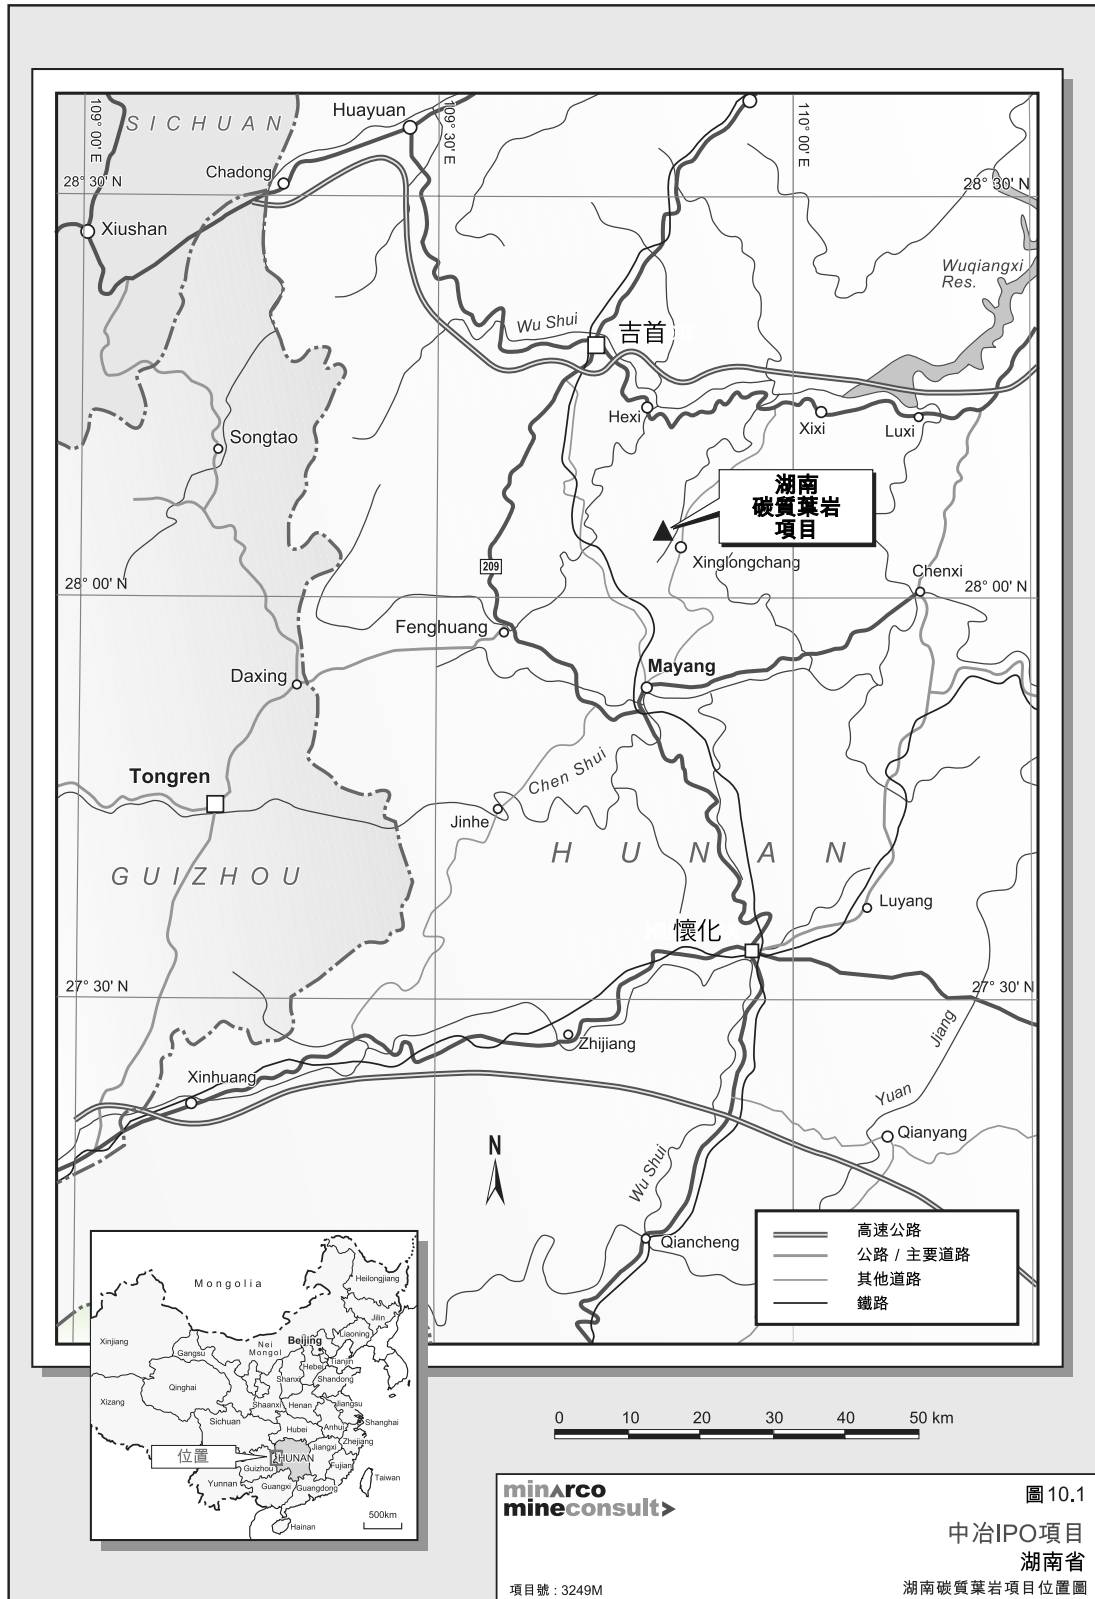 109° 00' E
SICHUAN
Huayuan
109° 30' E
110° 00' E
Chadong
28° 30' N
28° 30' N
Xiushan
Wuqiangxi
Res.
Wu Shui
吉首
Hexi
Xixi
Luxi
Songtao
湖南
碳質葉岩
項目
209
Xinglongchang
28° 00' N
Chenxi
28° 00' N
Fenghuang
Daxing
Mayang
Tongren
Chen Shui
Jinhe
HUNAN
GUIZHOU
Luyang
懷化
27° 30' N
27° 30' N
Zhijiang
Jiang
Xinhuang
Yuan
Qianyang
N
Wu Shui
Qiancheng
高速公路
公路 / 主要道路
其他道路
鐵路
Mongolia
Heilongjiang
Jilin
Liaoning
Xinjiang
Nei
Mongol
Beijing
Gansu
Hebei
Tianjin
Shanxi
Shandong
Qinghai
Xizang
Shaanxi
Henan
Jiangsu
Sichuan
Hubei
Anhui
Shanghai
Zhejiang
位置
HUNAN
Jiangxi
Guizhou
Fujian
Yunnan
Guangxi
Guangdong
Taiwan
Hainan
500km
0 10 20 30 40 50 km
minarco
mineconsult
圖10.1
中冶IPO項目
湖南省
項目號 : 3249M
湖南碳質葉岩項目位置圖